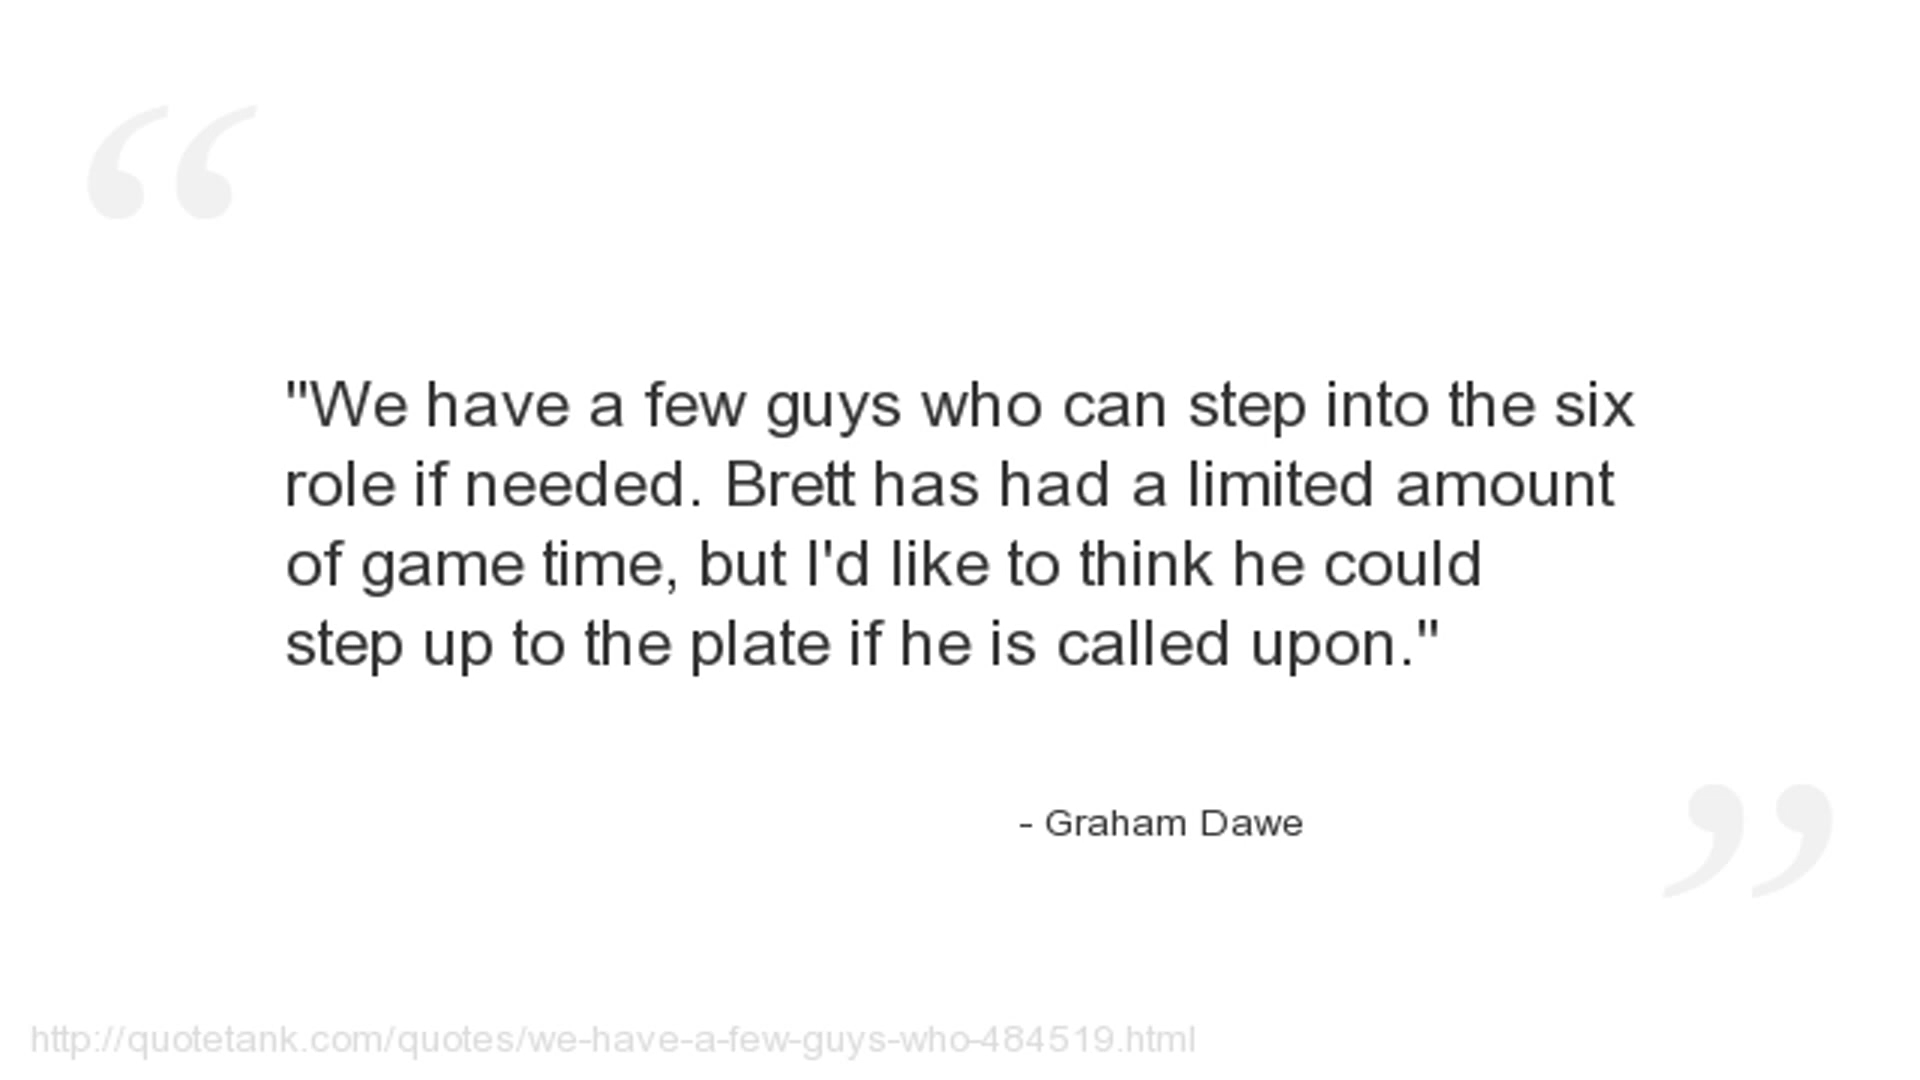 "We have a few guys who can step into the six
role if needed. Brett has had a limited amount
of game time, but I'd like to think he could
step up to the plate if he is called upon."
- Graham Dawe
http://quotetank.com/quotes/we-have-a-few-guys-who-484519.html